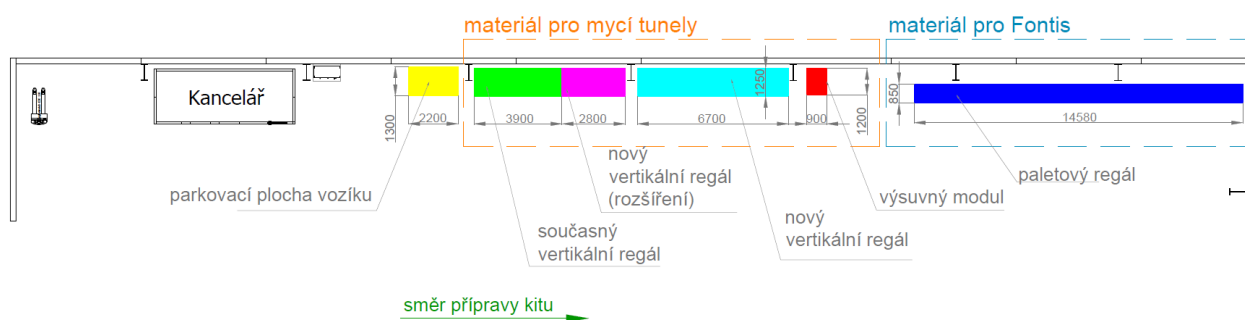 materiál pro mycí tunely
materiál pro Fontis
Kancelář
1300
2200
3900
2800
6700
1250
900
1200
850
14580
parkovací plocha vozíku
nový
vertikální regál
(rozšíření)
současný
vertikální regál
nový
vertikální regál
výsuvný modul
paletový regál
směr přípravy kitu